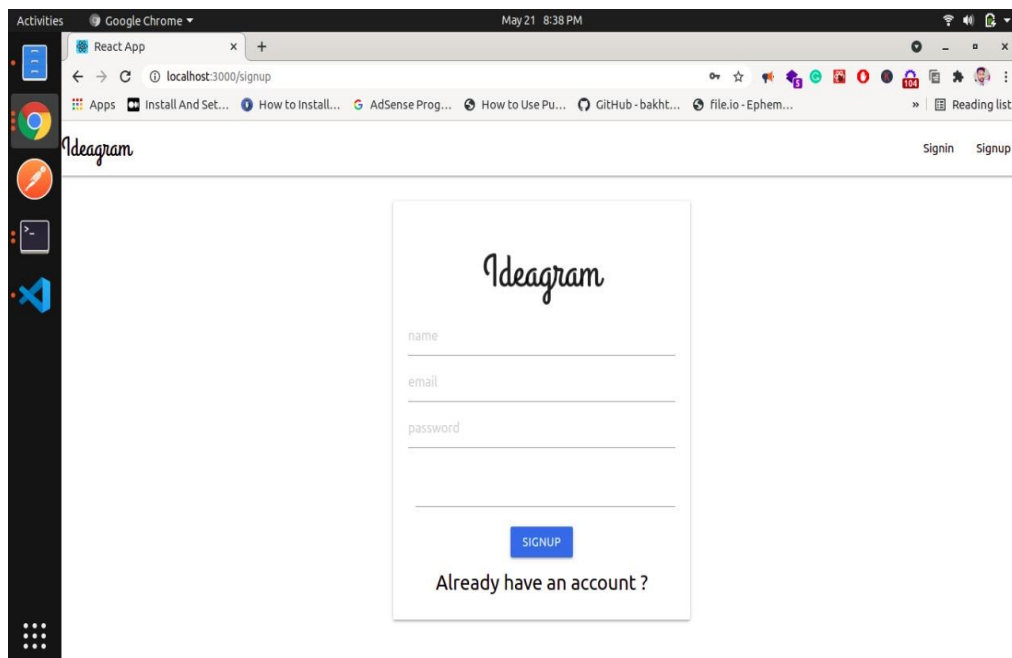 Activities Google Chrome May 21 8:38 PM
React App
localhost:3000/signup
Apps Install And Set... How to Install... AdSense Prog... How to Use Pu... GitHub - bakht... file.io - Ephem... » Reading list
Ideagram Signin Signup
Ideagram
name
email
password
SIGNUP
Already have an account ?